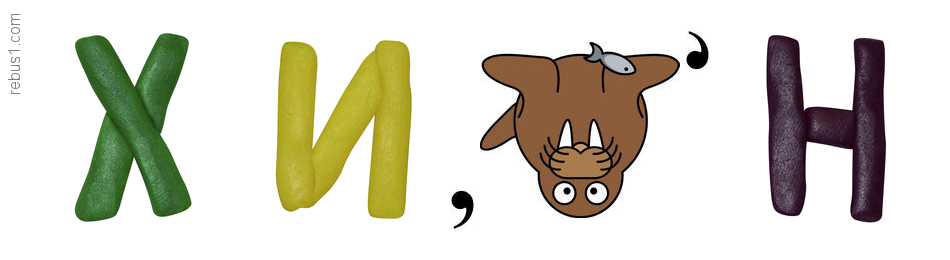 rebus1.com
Х И , ’ Н